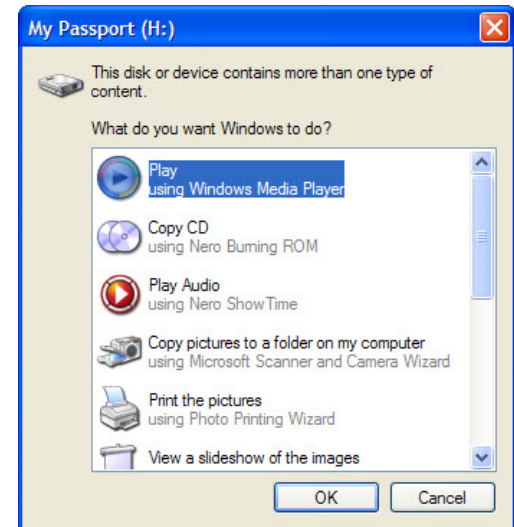 My Passport (H:)
This disk or device contains more than one type of
content.
What do you want Windows to do?
Play
using Windows Media Player
Copy CD
using Nero Burning ROM
Play Audio
using Nero ShowTime
Copy pictures to a folder on my computer
using Microsoft Scanner and Camera Wizard
Print the pictures
using Photo Printing Wizard
View a slideshow of the images
OK Cancel